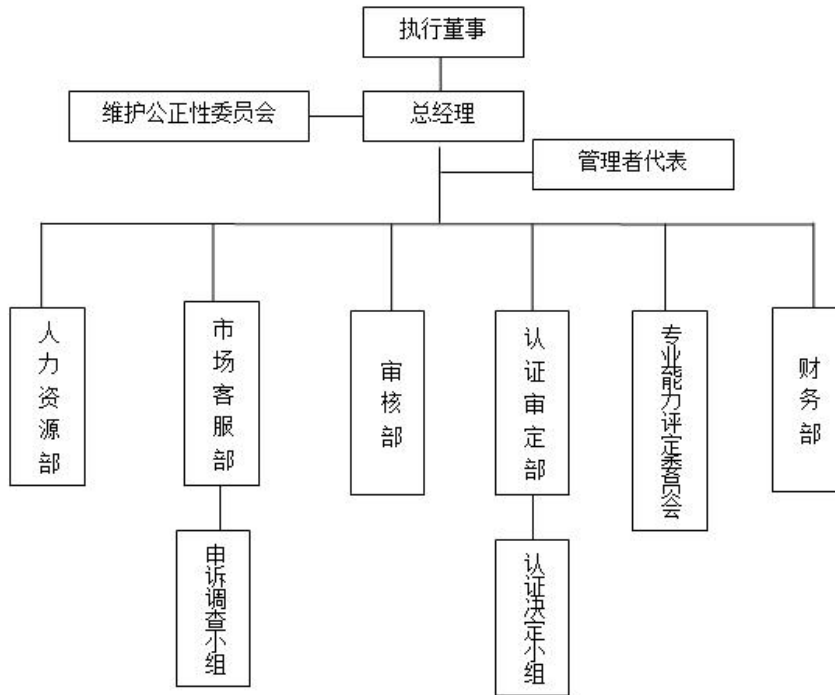 执行董事
维护公正性委员会
总经理
管理者代表
人力资源部
市场客服部
审核部
认证审定部
专业能力评定委员会
财务部
申诉调查小组
认证决定小组